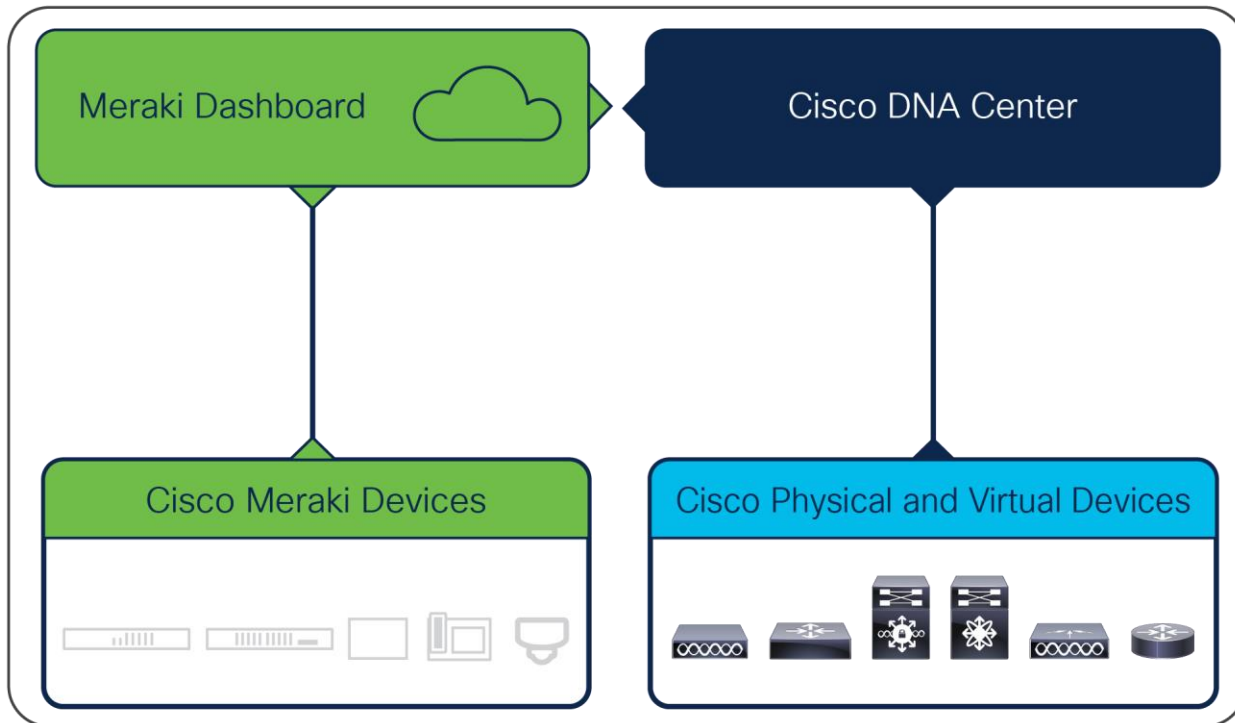 Meraki Dashboard
Cisco DNA Center
Cisco Meraki Devices
Cisco Physical and Virtual Devices